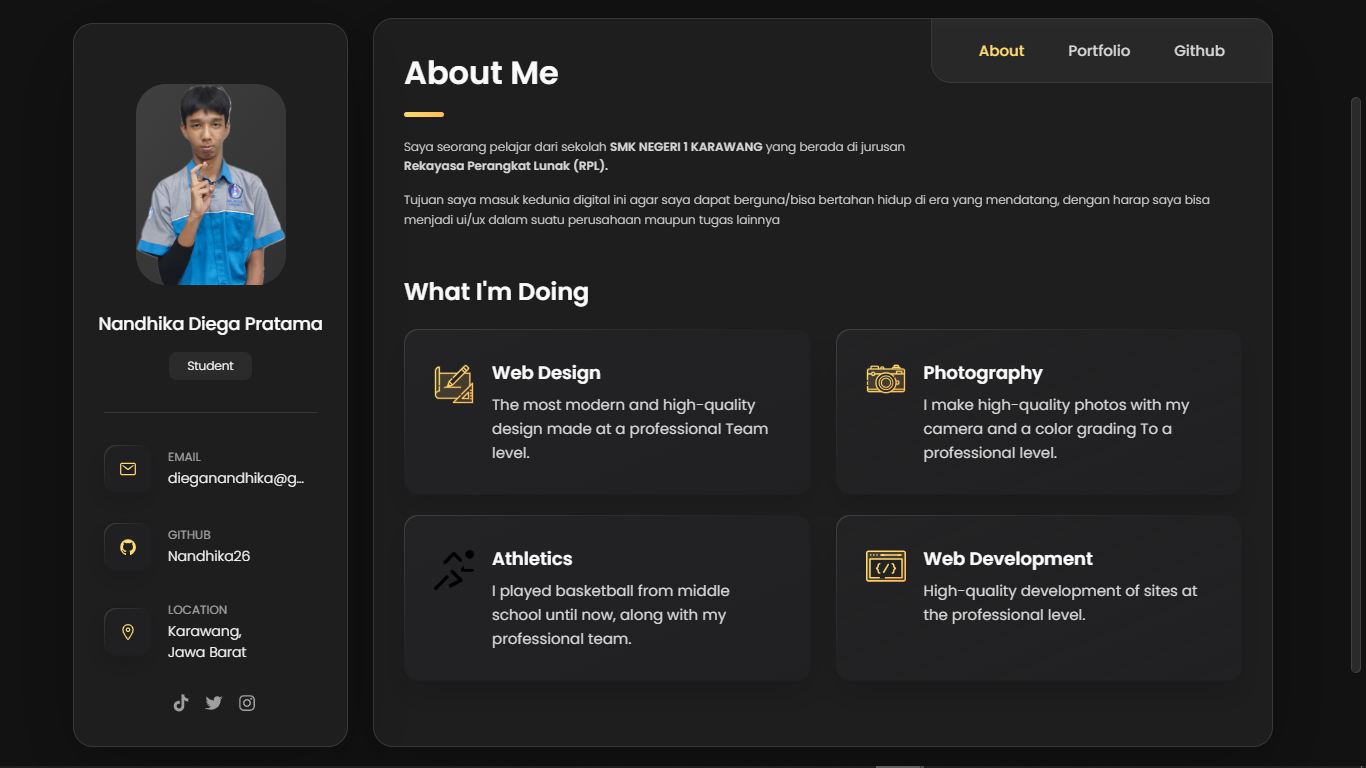 Nandhika Diega Pratama
Student
EMAIL
dieganandhika@g...
GITHUB
Nandhika26
LOCATION
Karawang,
Jawa Barat
About
Portfolio
Github
About Me
Saya seorang pelajar dari sekolah SMK NEGERI 1 KARAWANG yang berada di jurusan
Rekayasa Perangkat Lunak (RPL).
Tujuan saya masuk kedunia digital ini agar saya dapat berguna/bisa bertahan hidup di era yang mendatang, dengan harap saya bisa
menjadi ui/ux dalam suatu perusahaan maupun tugas lainnya
What I'm Doing
Web Design
The most modern and high-quality
design made at a professional Team
level.
Photography
I make high-quality photos with my
camera and a color grading To a
professional level.
Athletics
I played basketball from middle
school until now, along with my
professional team.
Web Development
High-quality development of sites at
the professional level.